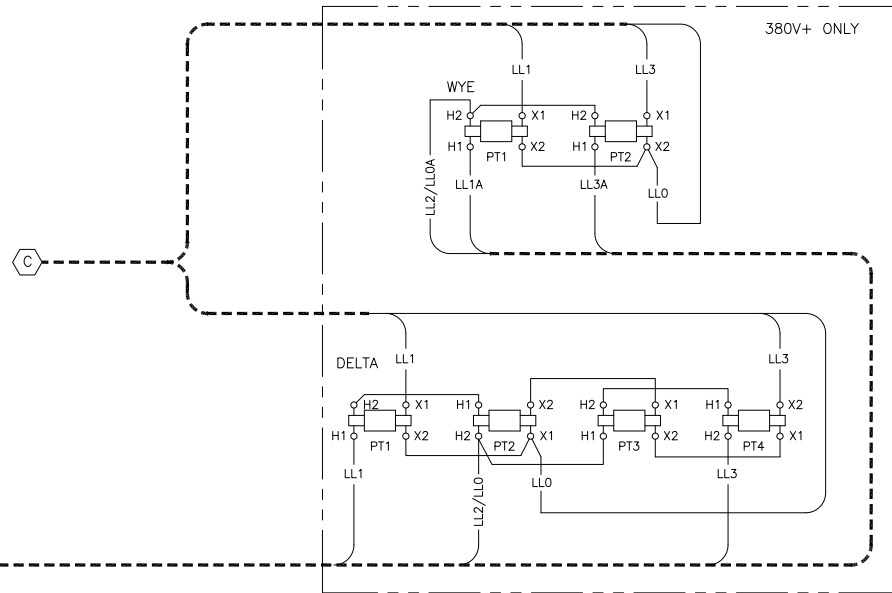 380V+ ONLY
LL1
LL3
WYE
H2
X1
H2
X1
H1
X2
H1
X2
PT1
PT2
LL2/LL0A
LL1A
LL3A
LL0
C
DELTA
LL1
LL3
H2
X1
H1
X2
H2
X1
H1
X2
H1
X2
H2
X1
H1
X2
H2
X1
PT1
PT2
PT3
PT4
LL1
LL2/LL0
LL0
LL3